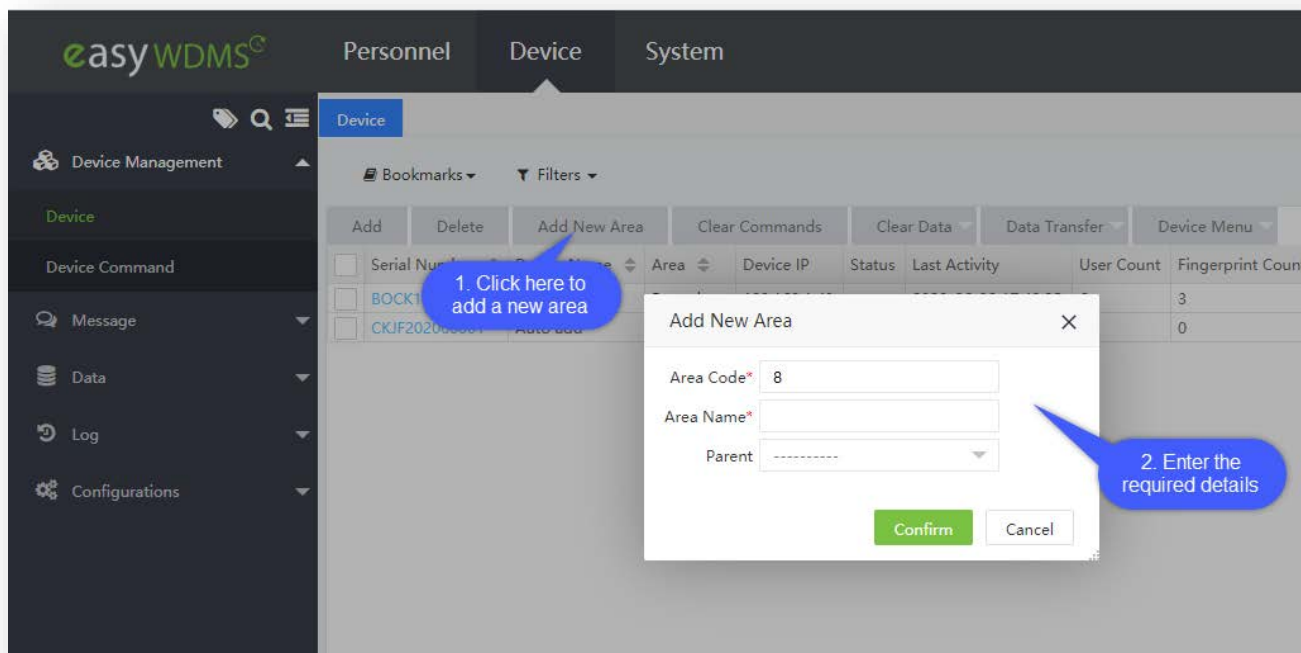 easyWDMS
Personnel Device System
Device
Device Management
Bookmarks Filters
Device
Add Delete Add New Area Clear Commands Clear Data Data Transfer Device Menu
Device Command
Serial Area Device IP Status Last Activity User Count Fingerprint Coun
1. Click here to
add a new area
BOCK1 3
Message
Add New Area
0
Data
Area Code* 8
Area Name*
Log
Parent ----------
2. Enter the
required details
Configurations
Confirm Cancel